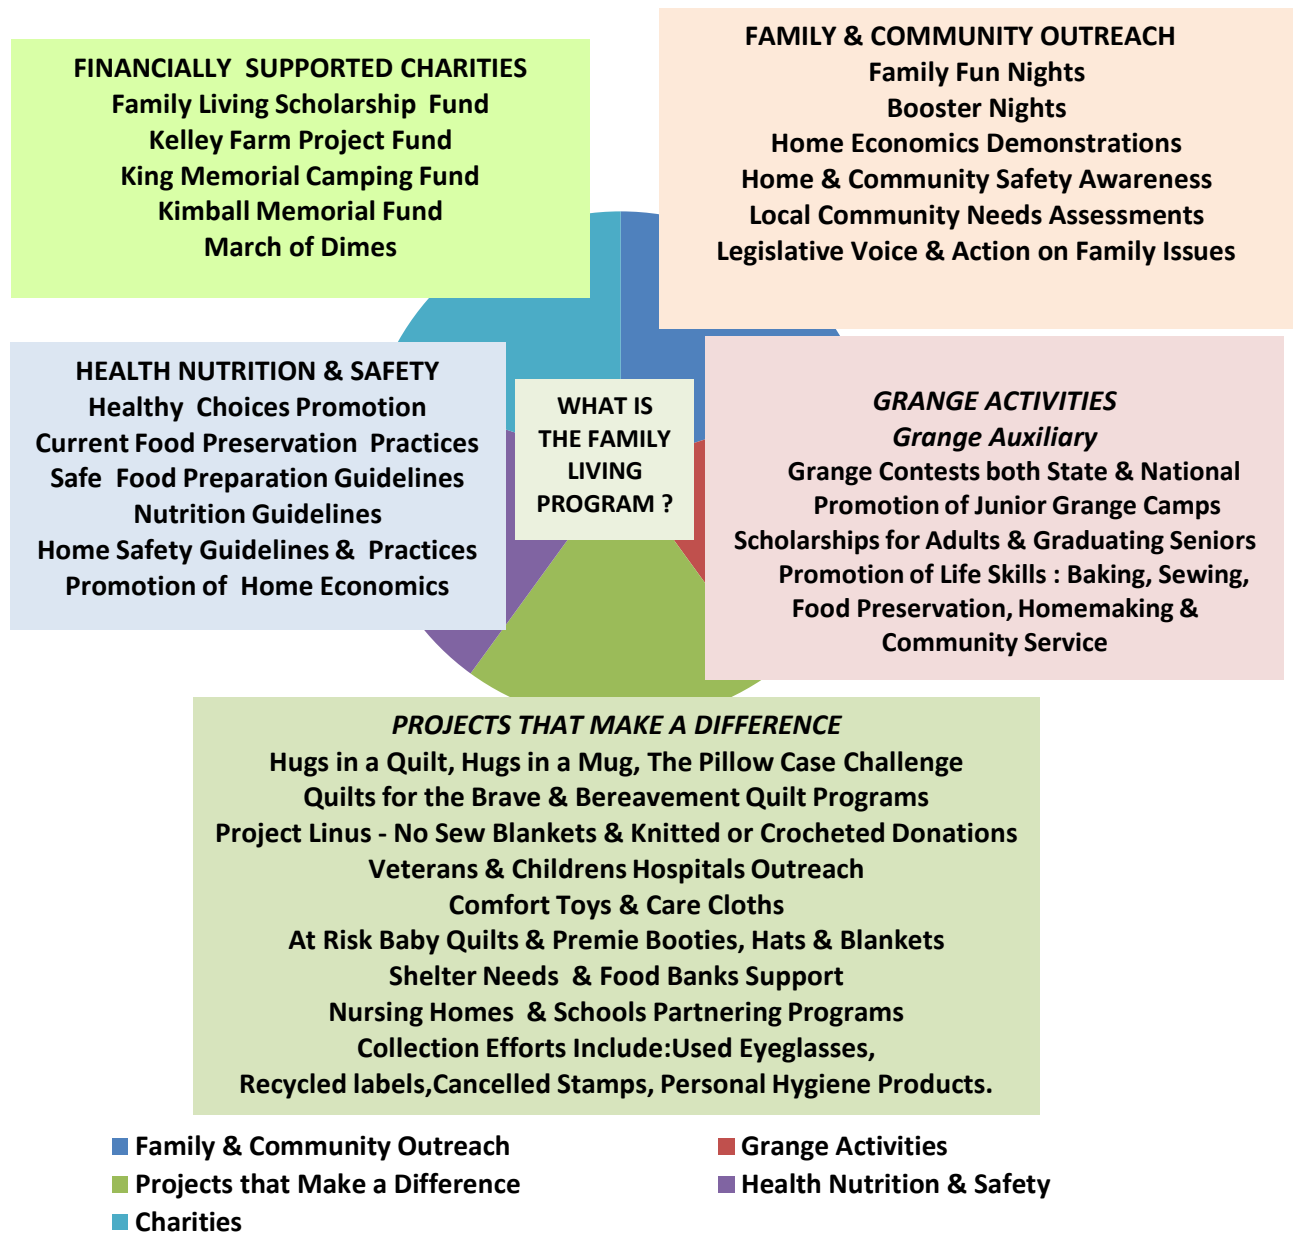 FINANCIALLY SUPPORTED CHARITIES
Family Living Scholarship Fund
Kelley Farm Project Fund
King Memorial Camping Fund
Kimball Memorial Fund
March of Dimes
FAMILY & COMMUNITY OUTREACH
Family Fun Nights
Booster Nights
Home Economics Demonstrations
Home & Community Safety Awareness
Local Community Needs Assessments
Legislative Voice & Action on Family Issues
HEALTH NUTRITION & SAFETY
Healthy Choices Promotion
Current Food Preservation Practices
Safe Food Preparation Guidelines
Nutrition Guidelines
Home Safety Guidelines & Practices
Promotion of Home Economics
WHAT IS
THE FAMILY
LIVING
PROGRAM ?
GRANGE ACTIVITIES
Grange Auxiliary
Grange Contests both State & National
Promotion of Junior Grange Camps
Scholarships for Adults & Graduating Seniors
Promotion of Life Skills : Baking, Sewing,
Food Preservation, Homemaking &
Community Service
PROJECTS THAT MAKE A DIFFERENCE
Hugs in a Quilt, Hugs in a Mug, The Pillow Case Challenge
Quilts for the Brave & Bereavement Quilt Programs
Project Linus - No Sew Blankets & Knitted or Crocheted Donations
Veterans & Childrens Hospitals Outreach
Comfort Toys & Care Cloths
At Risk Baby Quilts & Premie Booties, Hats & Blankets
Shelter Needs & Food Banks Support
Nursing Homes & Schools Partnering Programs
Collection Efforts Include:Used Eyeglasses,
Recycled labels,Cancelled Stamps, Personal Hygiene Products.
Family & Community Outreach
Grange Activities
Projects that Make a Difference
Health Nutrition & Safety
Charities